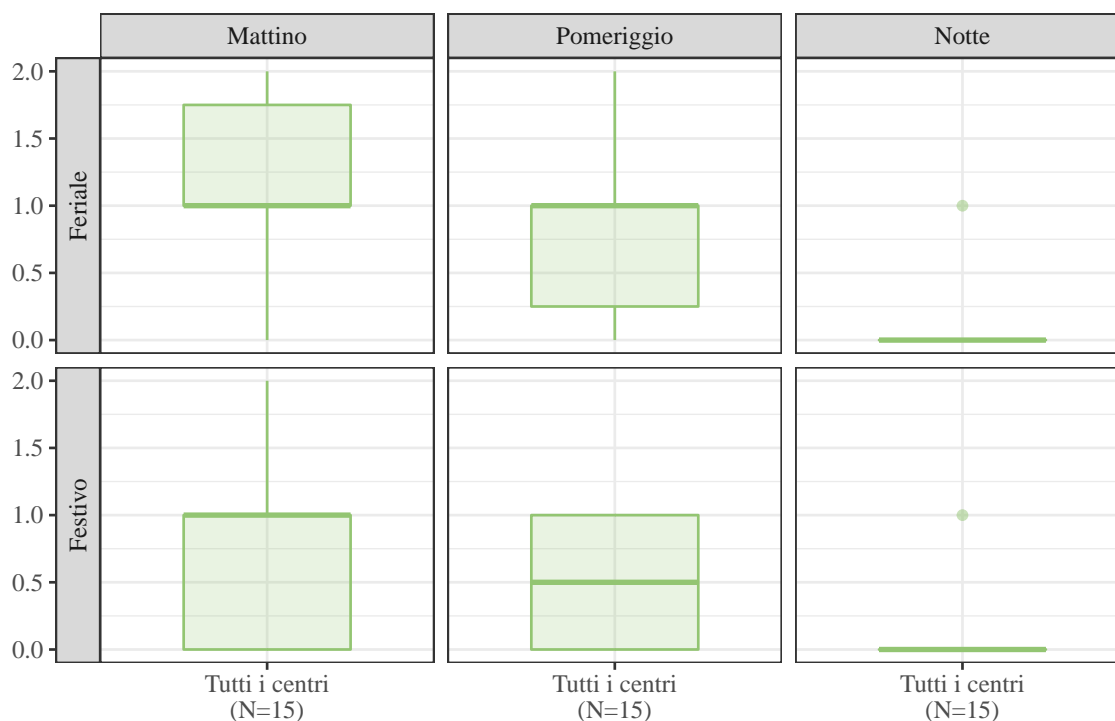 Mattino
Pomeriggio
Notte
Feriale
2.0
1.5
1.0
0.5
0.0
Festivo
2.0
1.5
1.0
0.5
0.0
Tutti i centri
(N=15)
Tutti i centri
(N=15)
Tutti i centri
(N=15)